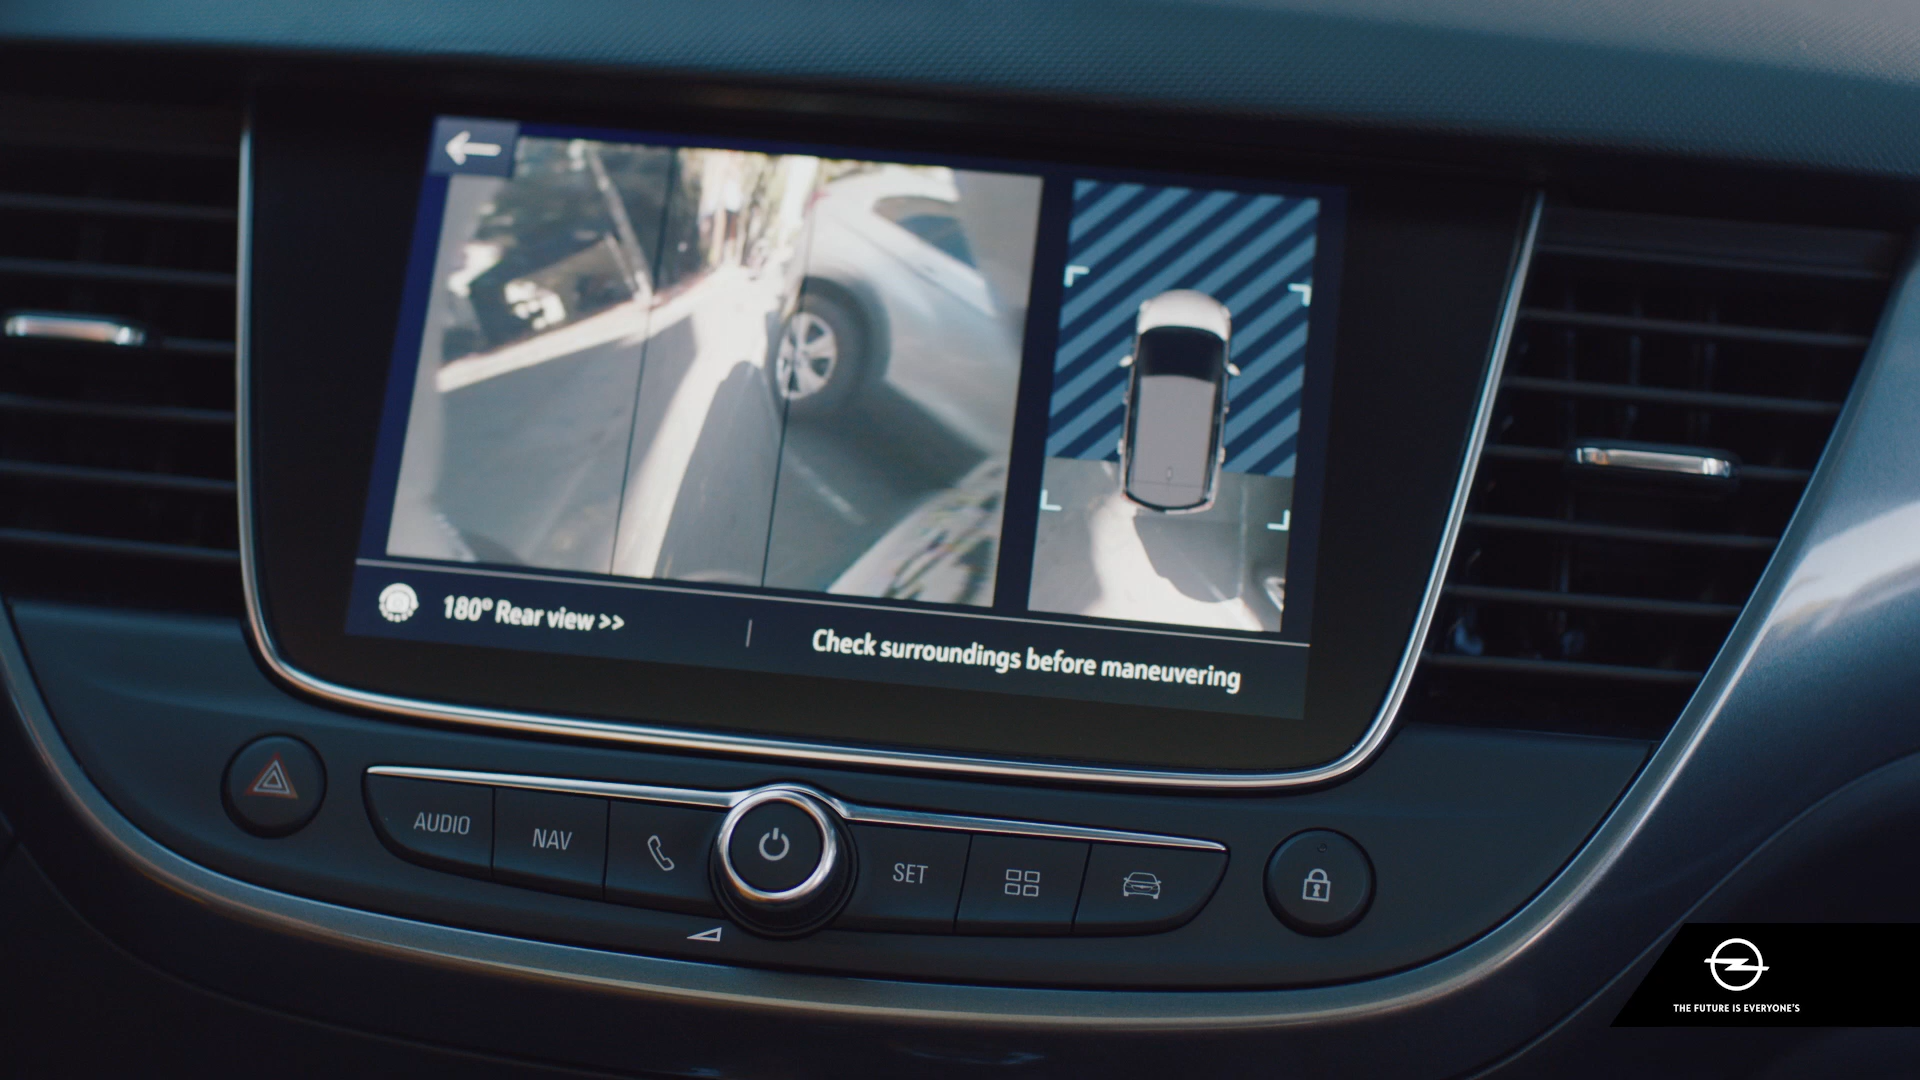 180° Rear view >>
Check surroundings before maneuvering
AUDIO
NAV
SET
THE FUTURE IS EVERYONE'S